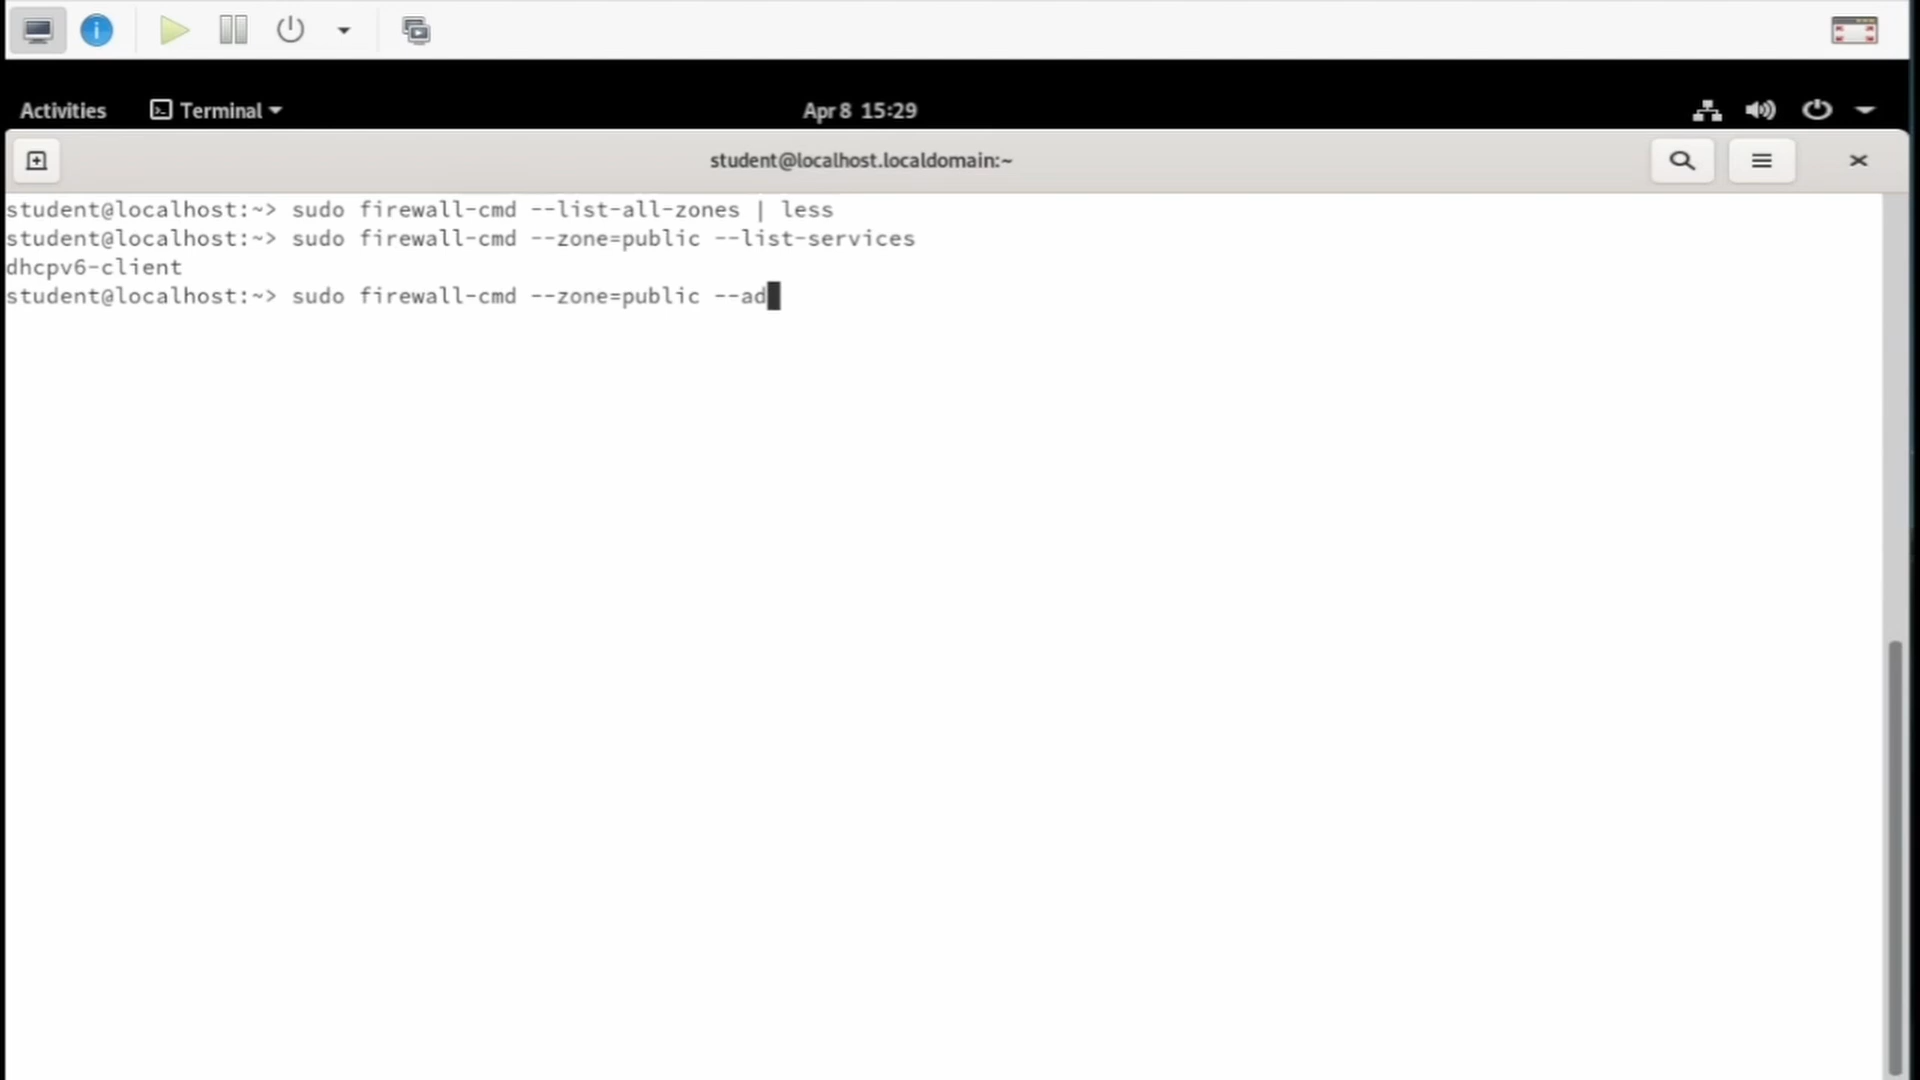 Activities
Terminal
Apr 8 15:29
student@localhost.localdomain:~
student@localhost:~> sudo firewall-cmd --list-all-zones | less
student@localhost:~> sudo firewall-cmd --zone=public --list-services
dhcpv6-client
student@localhost:~> sudo firewall-cmd --zone=public --ad